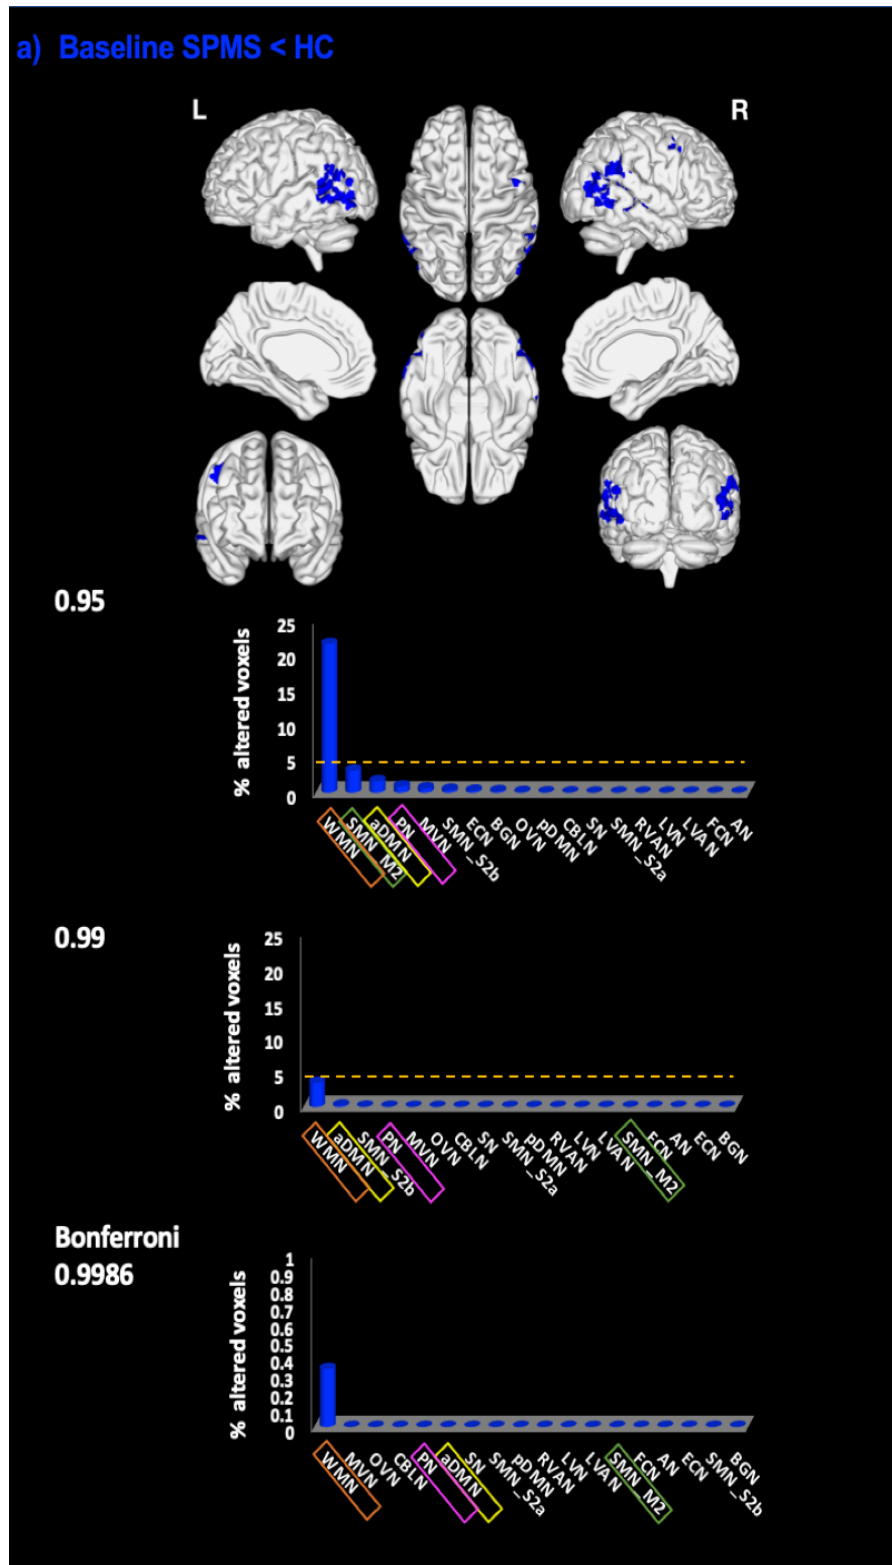 a) Baseline SPMS < HC
L
R
0.95
% altered voxels
25
20
15
10
5
0
WMN
SMN_M2
aDMN
PN
MVN
SMN_S2b
ECN
BGN
OVN
pDMN
CBLN
SN
SMN_S2a
RVAN
LVN
LVAN
FCN
AN
0.99
% altered voxels
25
20
15
10
5
0
WMN
aDMN
SMN_S2b
PN
MVN
OVN
CBLN
SN
SMN_S2a
pDMN
RVAN
LVN
LVAN
SMN_M2
FCN
AN
ECN
BGN
Bonferroni
0.9986
% altered voxels
1
0.9
0.8
0.7
0.6
0.5
0.4
0.3
0.2
0.1
0
WMN
MVN
OVN
CBLN
PN
aDMN
SN
SMN_S2a
pDMN
RVAN
LVN
LVAN
SMN_M2
FCN
AN
ECN
SMN_S2b
BGN